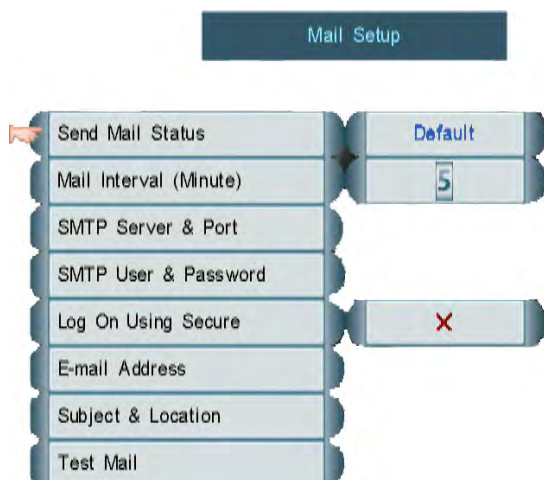 Mail Setup
Send Mail Status Default
Mail Interval (Minute) 5
SMTP Server & Port
SMTP User & Password
Log On Using Secure
E-mail Address
Subject & Location
Test Mail